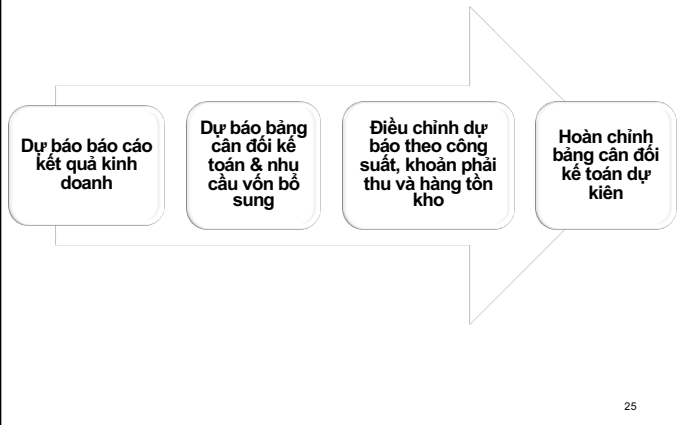 Dự báo báo cáo
kết quả kinh
doanh
Dự báo bảng
cân đối kế
toán & nhu
cầu vốn bổ
sung
Điều chỉnh dự
báo theo công
suất, khoản phải
thu và hàng tồn
kho
Hoàn chỉnh
bảng cân đối
kế toán dự
kiên
25